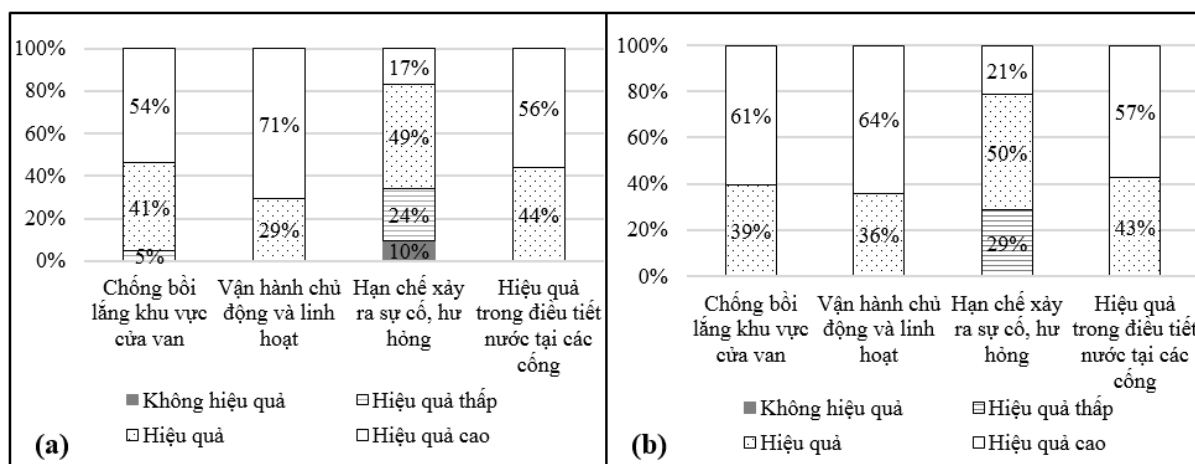 100%
80%
60%
40%
20%
0%
54%
41%
5%
71%
29%
17%
49%
24%
10%
56%
44%
Chống bồi
lắng khu vực
cửa van
Vận hành chủ
động và linh
hoạt
Hạn chế xảy
ra sự cố, hư
hỏng
Hiệu quả
trong điều tiết
nước tại các
cống
Không hiệu quả
Hiệu quả thấp
Hiệu quả
Hiệu quả cao
(a)
100%
80%
60%
40%
20%
0%
61%
39%
64%
36%
21%
50%
29%
57%
43%
Chống bồi
lắng khu vực
cửa van
Vận hành chủ
động và linh
hoạt
Hạn chế xảy
ra sự cố, hư
hỏng
Hiệu quả
trong điều tiết
nước tại các
cống
Không hiệu quả
Hiệu quả thấp
Hiệu quả
Hiệu quả cao
(b)